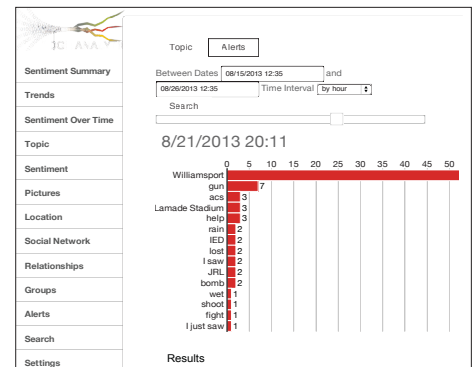 Topic Alerts
Sentiment Summary
Trends
Sentiment Over Time
Topic
Sentiment
Pictures
Location
Social Network
Relationships
Groups
Alerts
Search
Settings
Between Dates 08/15/2013 12:35 and
08/26/2013 12:35 Time Interval by hour
Search
8/21/2013 20:11
0 5 10 15 20 25 30 35 40 45 50
Williamsport
gun 7
acs 3
Lamade Stadium 3
help 3
rain 2
IED 2
lost 2
I saw 2
JRL 2
bomb 2
wet 1
shoot 1
fight 1
I just saw 1
Results